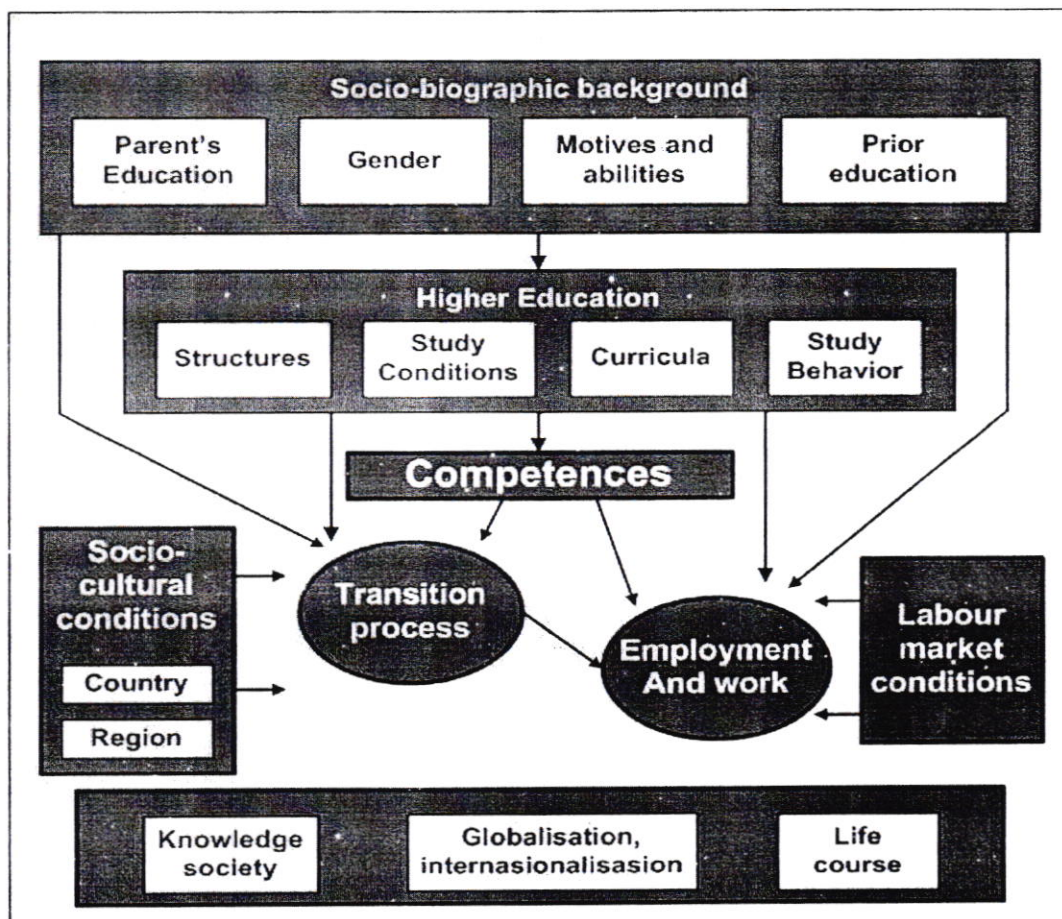 Socio-biographic background
Parent's
Education
Gender
Motives and
abilities
Prior
education
Higher Education
Structures
Study
Conditions
Curricula
Study
Behavior
Competences
Socio-
cultural
conditions
Country
Region
Transition
process
Employment
And work
Labour
market
conditions
Knowledge
society
Globalisation,
internasionalisasion
Life
course